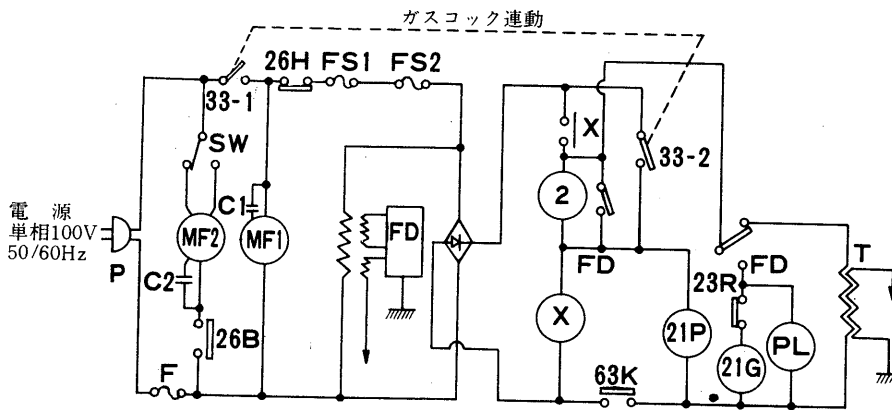 ガスコック連動
26H
FS1
FS2
33-1
X
33-2
SW
2
C1
電源
単相100V
50/60Hz
MF2
MF1
FD
FD
FD
T
P
C2
23R
26B
X
21P
21G
PL
63K
F